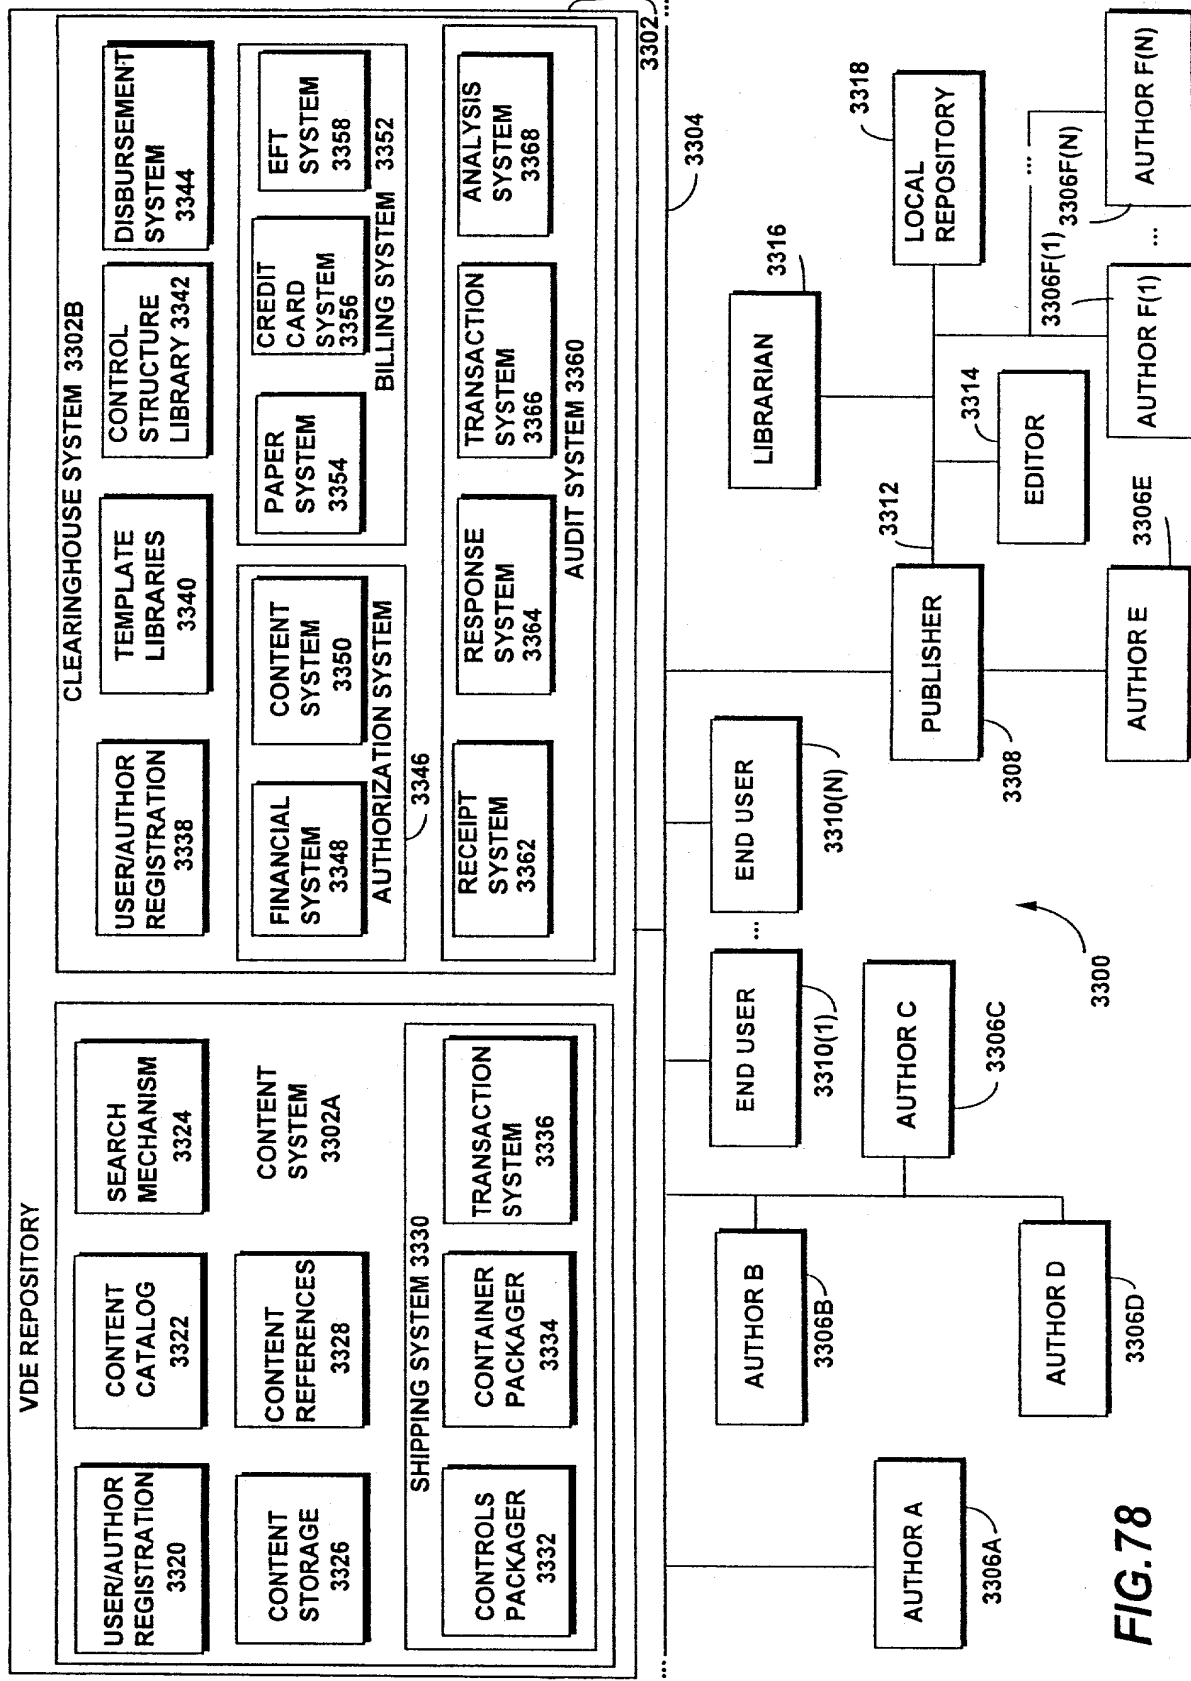 VDE REPOSITORY
USER/AUTHOR
REGISTRATION
3320
CONTENT
CATALOG
3322
SEARCH
MECHANISM
3324
CONTENT
STORAGE
3326
CONTENT
REFERENCES
3328
CONTENT
SYSTEM
3302A
SHIPPING SYSTEM 3330
CONTROLS
PACKAGER
3332
CONTAINER
PACKAGER
3334
TRANSACTION
SYSTEM
3336
CLEARINGHOUSE SYSTEM 3302B
USER/AUTHOR
REGISTRATION
3338
TEMPLATE
LIBRARIES
3340
CONTROL
STRUCTURE
LIBRARY 3342
DISBURSEMENT
SYSTEM
3344
FINANCIAL
SYSTEM
3348
CONTENT
SYSTEM
3350
AUTHORIZATION SYSTEM
3346
PAPER
SYSTEM
3354
CREDIT
CARD
SYSTEM
3356
EFT
SYSTEM
3358
BILLING SYSTEM 3352
RECEIPT
SYSTEM
3362
RESPONSE
SYSTEM
3364
TRANSACTION
SYSTEM
3366
ANALYSIS
SYSTEM
3368
AUDIT SYSTEM 3360
3302
...
...
3304
AUTHOR A
3306A
AUTHOR B
3306B
AUTHOR C
3306C
AUTHOR D
3306D
END USER
3310(1)
...
END USER
3310(N)
PUBLISHER
3308
3312
AUTHOR E
3306E
LIBRARIAN
3316
EDITOR
3314
LOCAL
REPOSITORY
3318
AUTHOR F(1)
3306F(1)
...
...
AUTHOR F(N)
3306F(N)
3300
FIG.78